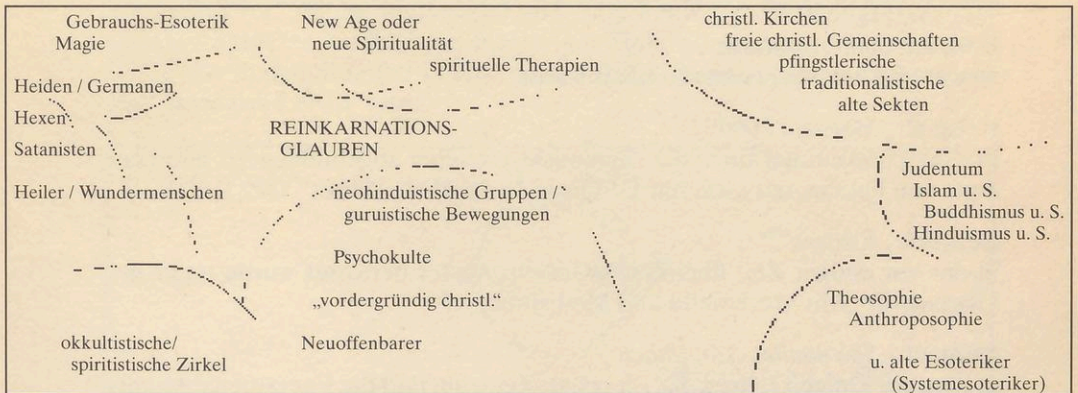 Gebrauchs-Esoterik
Magie
Heiden / Germanen
Hexen
Satanisten
Heiler / Wundermenschen
okkultistische/
spiritistische Zirkel
New Age oder
neue Spiritualität
spirituelle Therapien
REINKARNATIONS-
GLAUBEN
neohinduistische Gruppen /
guruistische Bewegungen
Psychokulte
„vordergründig christl.“
Neuoffenbarer
christl. Kirchen
freie christl. Gemeinschaften
pfingstlerische
traditionalistische
alte Sekten
Judentum
Islam u. S.
Buddhismus u. S.
Hinduismus u. S.
Theosophie
Anthroposophie
u. alte Esoteriker
(Systemesoteriker)